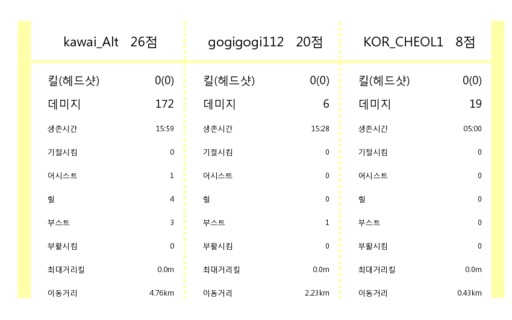 kawai_Alt 26점 gogigogi112 20점 KOR_CHEOL1 8점
킬(헤드샷) 0(0) 킬(헤드샷) 0(0) 킬(헤드샷) 0(0)
데미지 172 데미지 6 데미지 19
생존시간 15:59 생존시간 15:28 생존시간 05:00
기절시킴 0 기절시킴 0 기절시킴 0
어시스트 1 어시스트 0 어시스트 0
힐 4 힐 0 힐 0
부스트 3 부스트 1 부스트 0
부활시킴 0 부활시킴 0 부활시킴 0
최대거리킬 0.0m 최대거리킬 0.0m 최대거리킬 0.0m
이동거리 4.76km 이동거리 2.23km 이동거리 0.43km